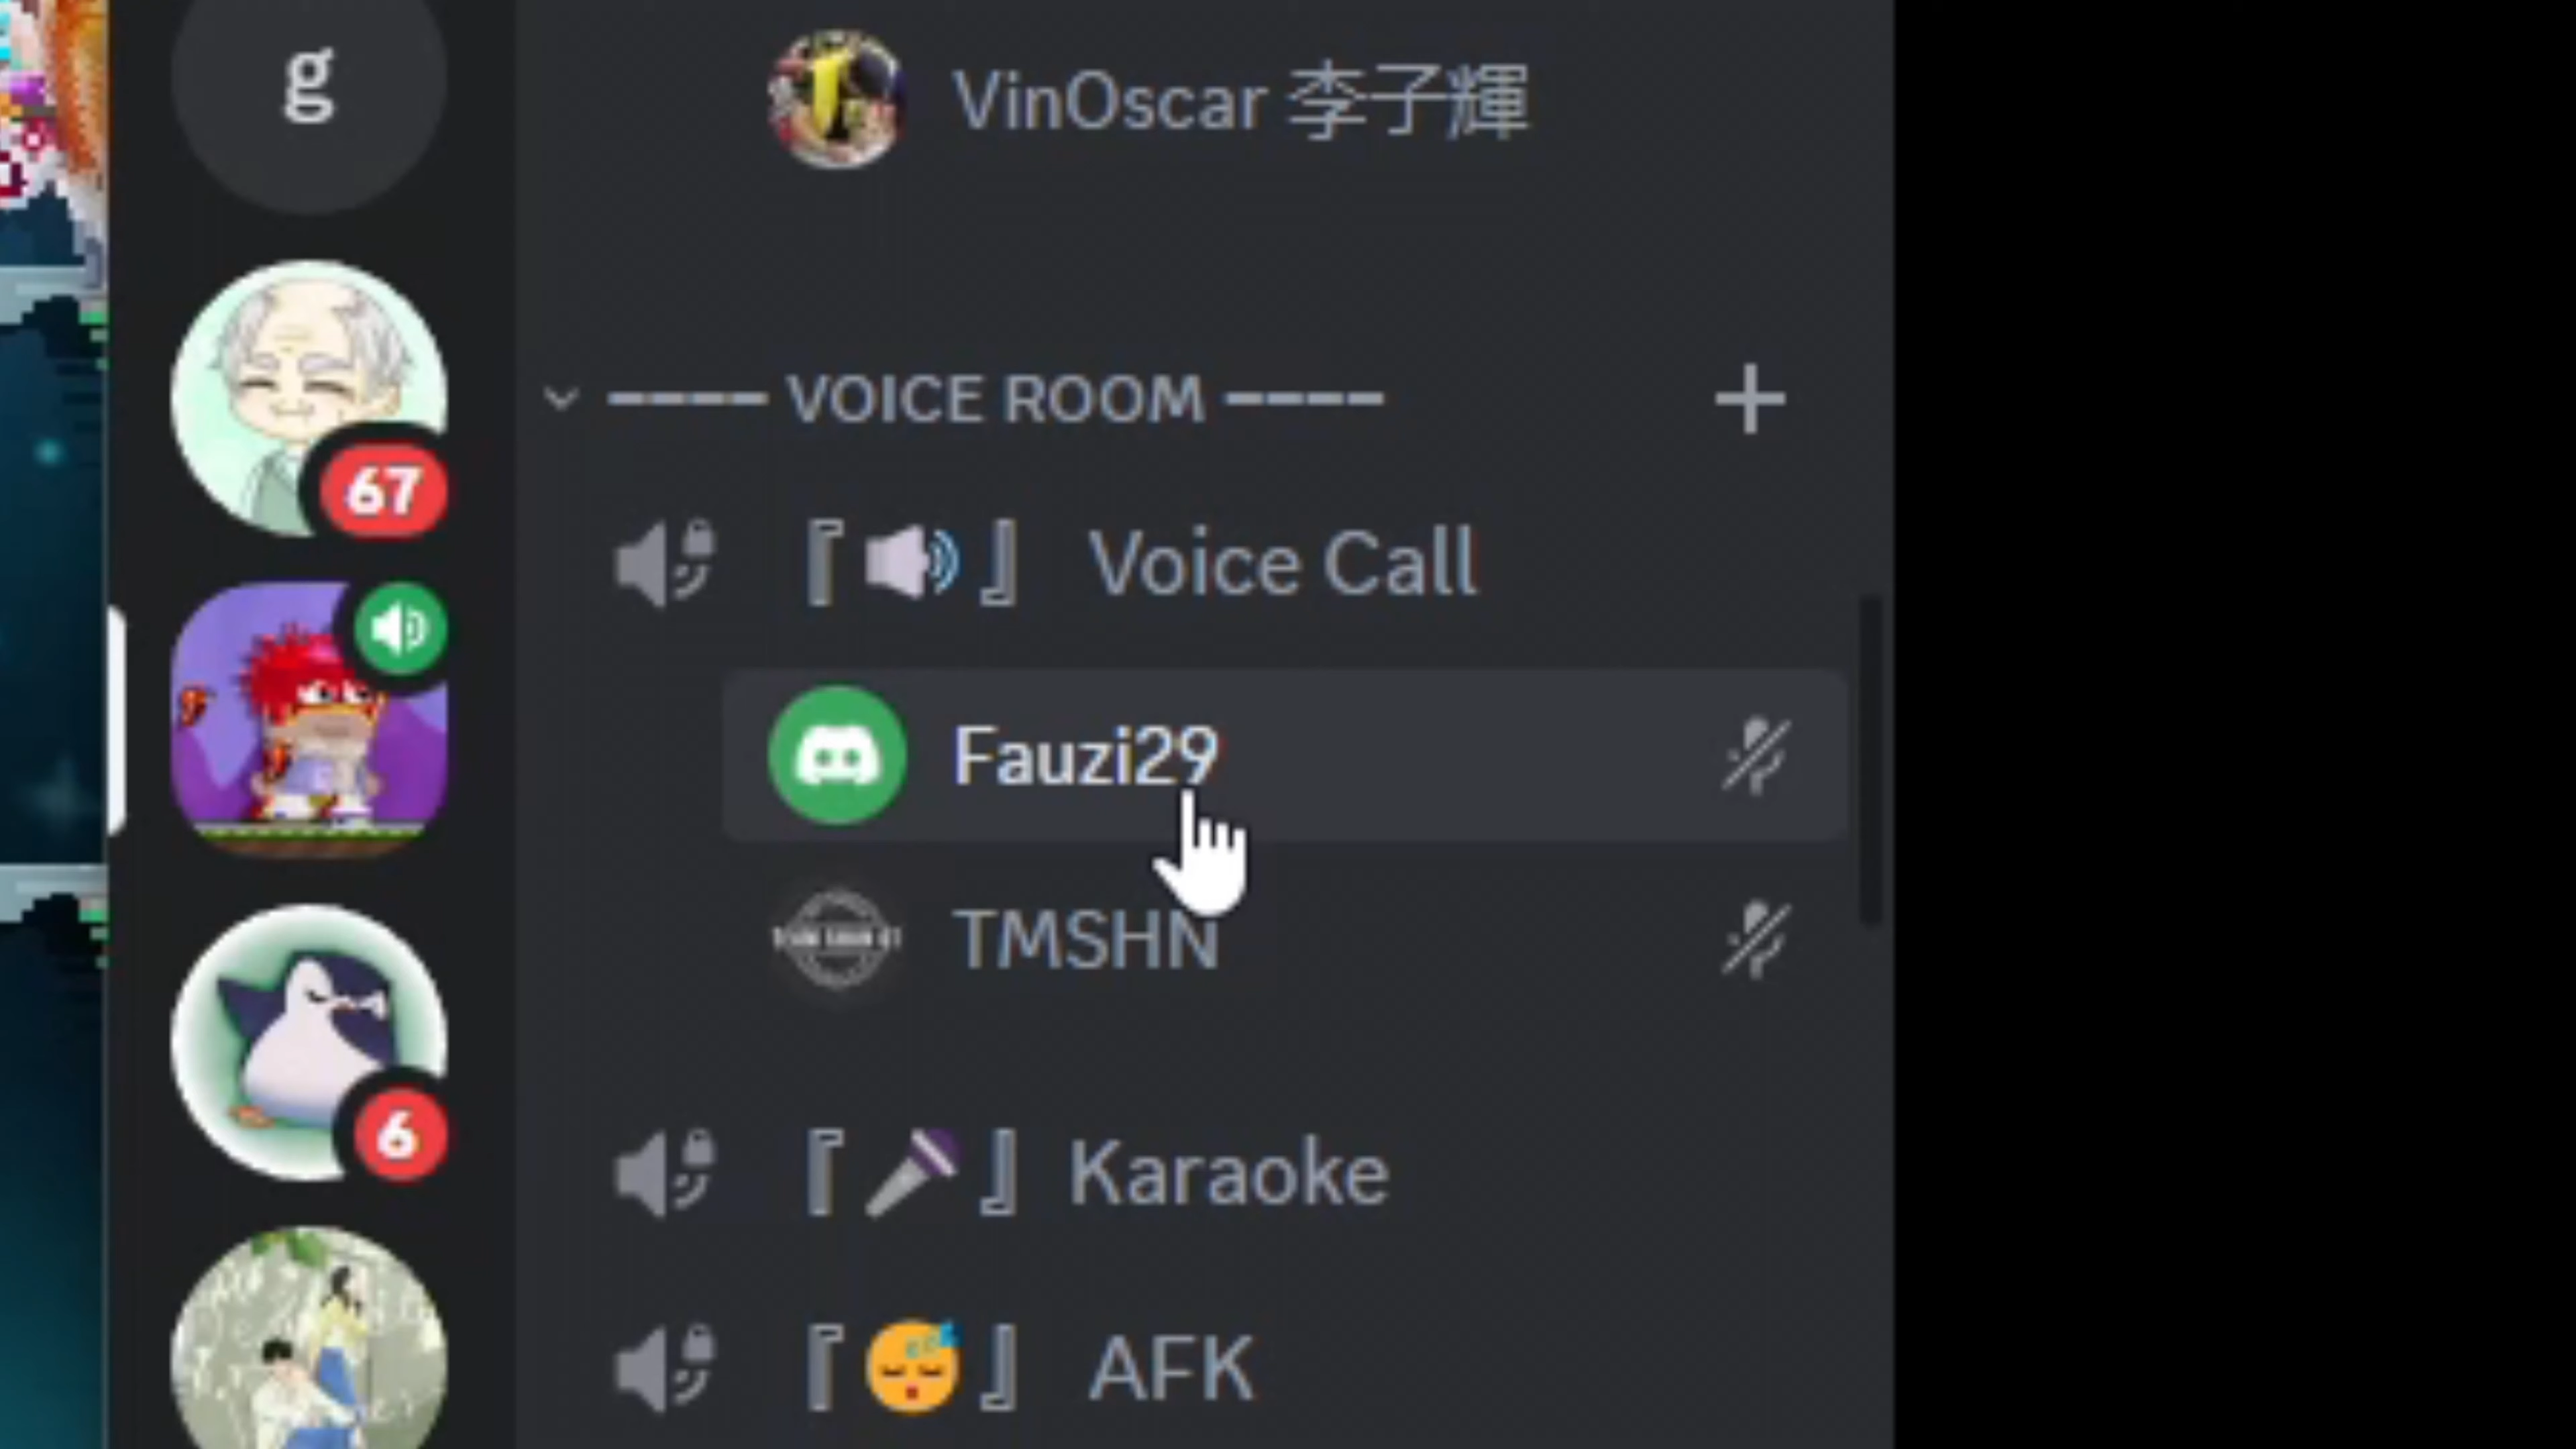 g
VinOscar 李子輝
---- VOICE ROOM ----
67
『🔊』 Voice Call
Fauzi29
TMSHN
6
『🎤』 Karaoke
『😴』 AFK